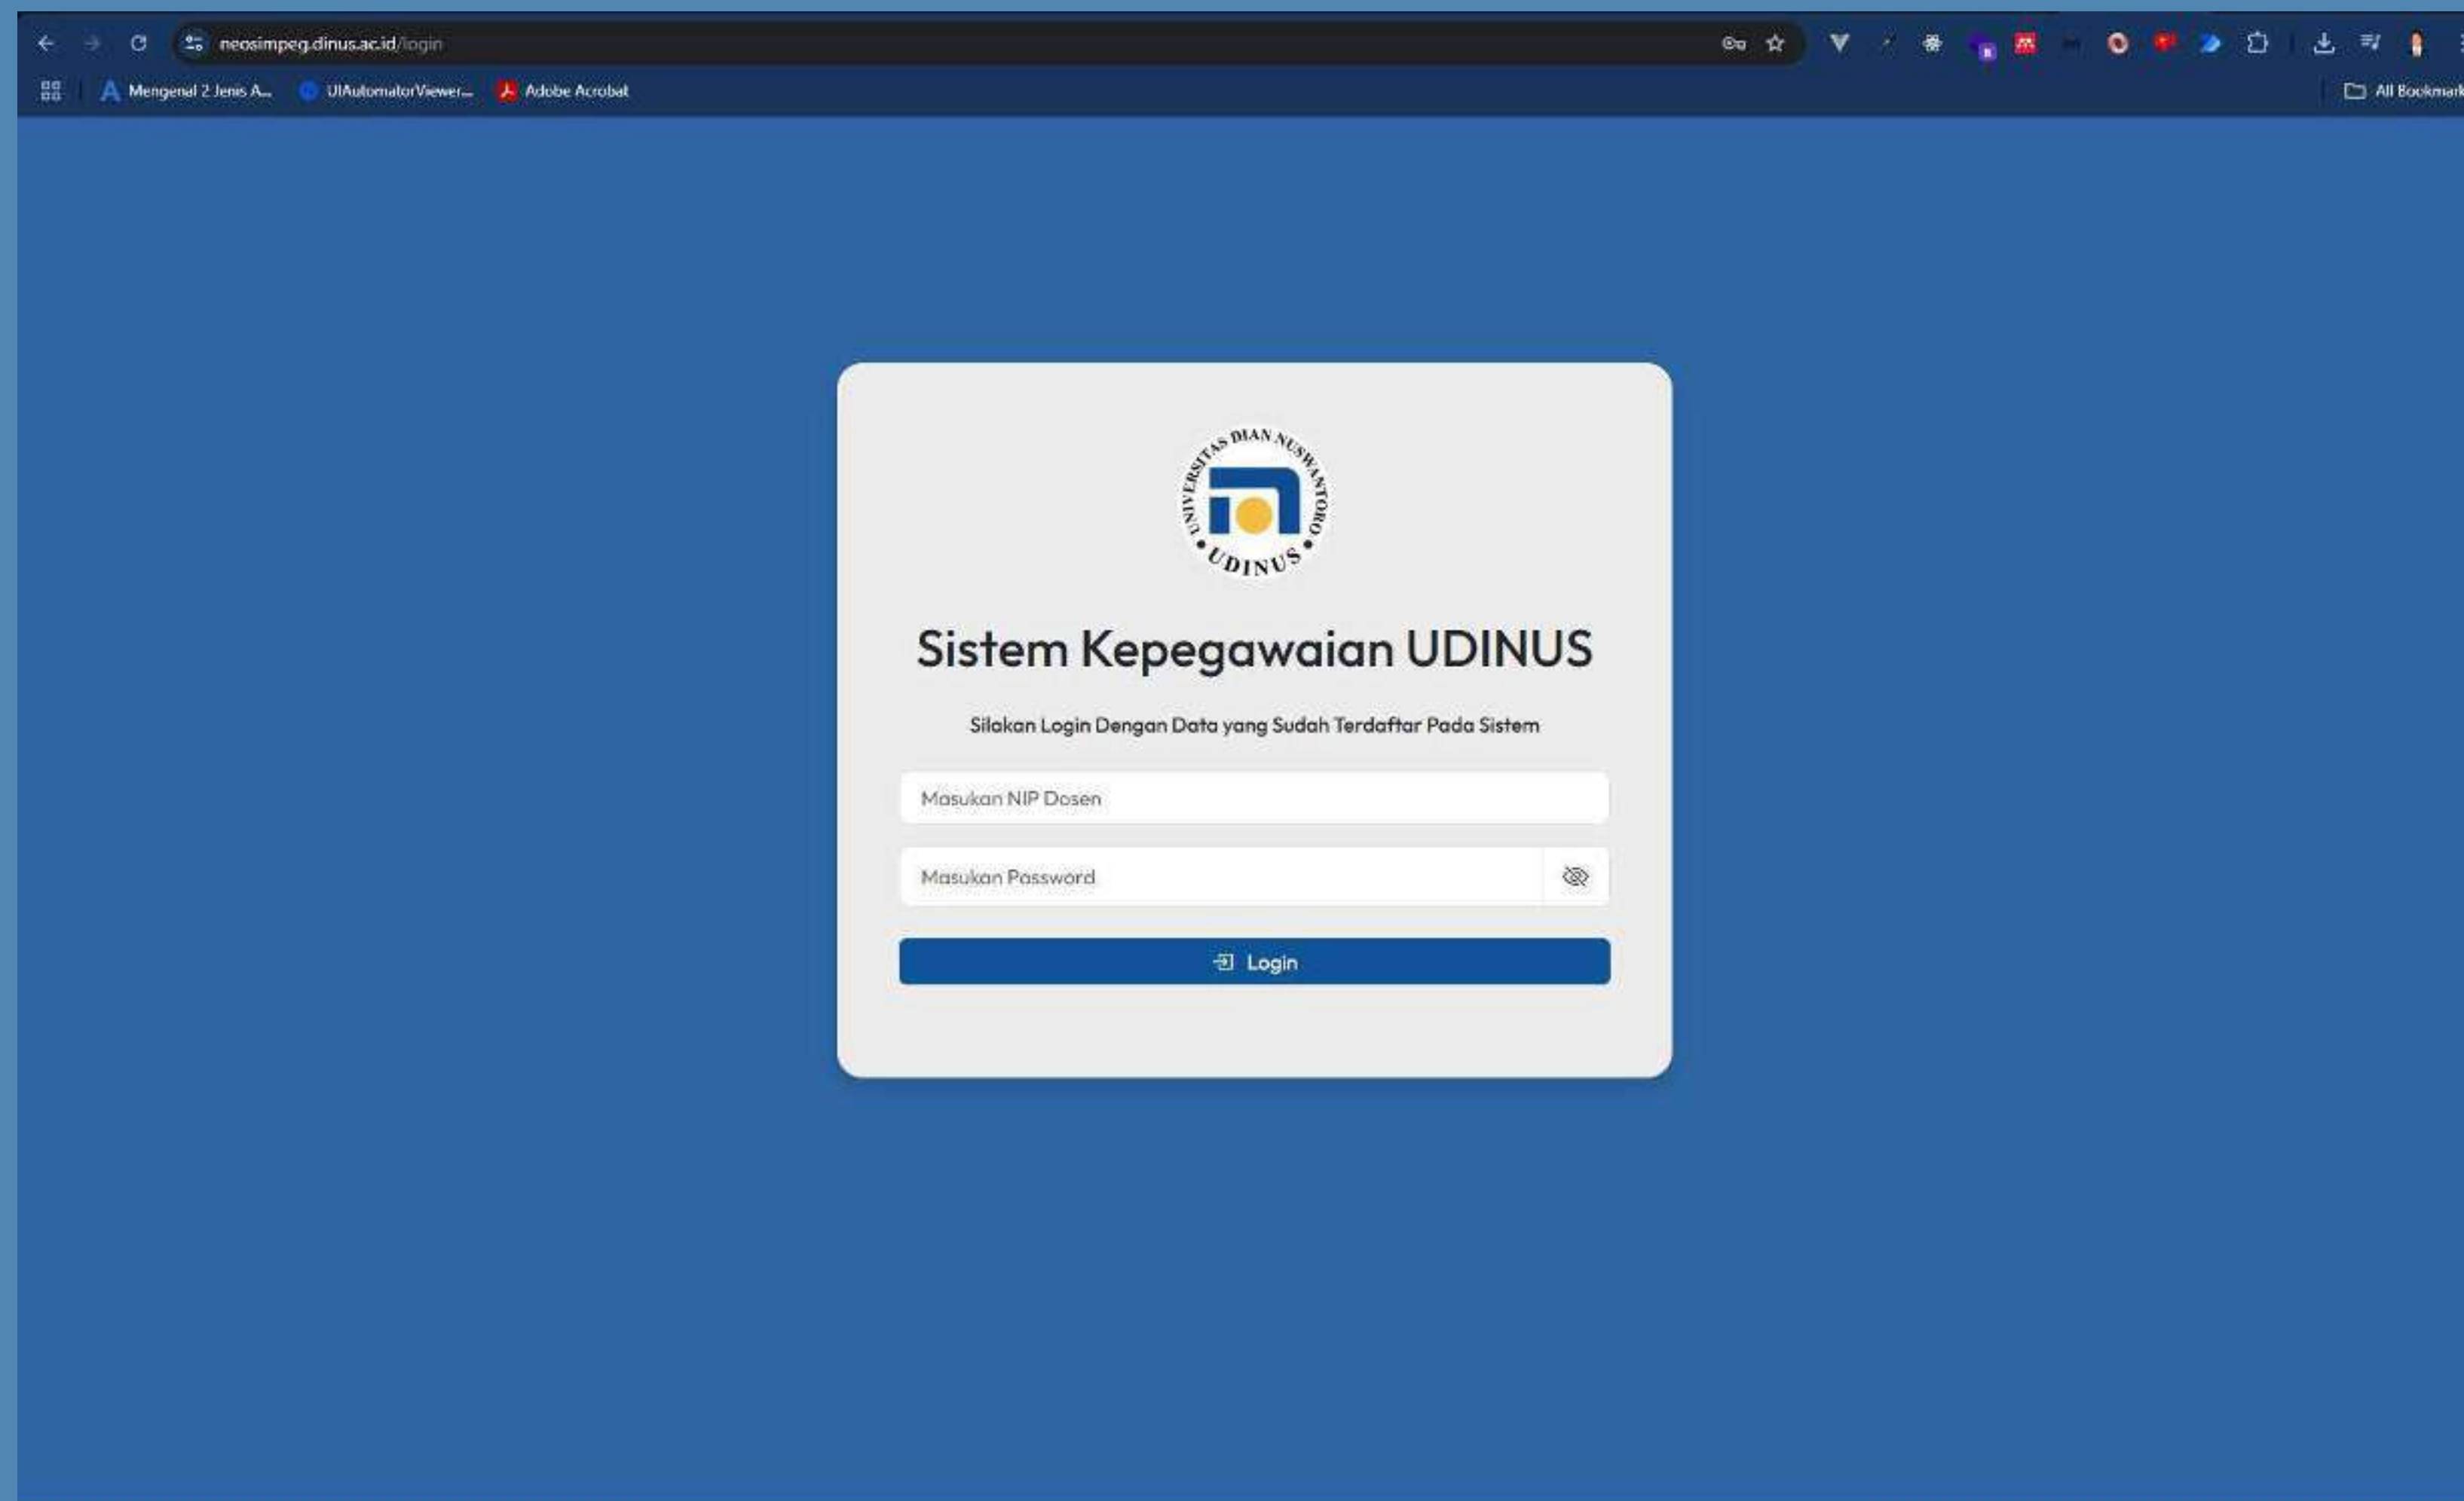 neosimpeg.dinus.ac.id/login
Mengenal 2 Jenis A...
UIAutomatorViewer...
Adobe Acrobat
All Bookmark
UNIVERSITAS DIAN NUSWANTORO
UDINUS
Sistem Kepegawaian UDINUS
Silakan Login Dengan Data yang Sudah Terdaftar Pada Sistem
Masukan NIP Dosen
Masukan Password
Login